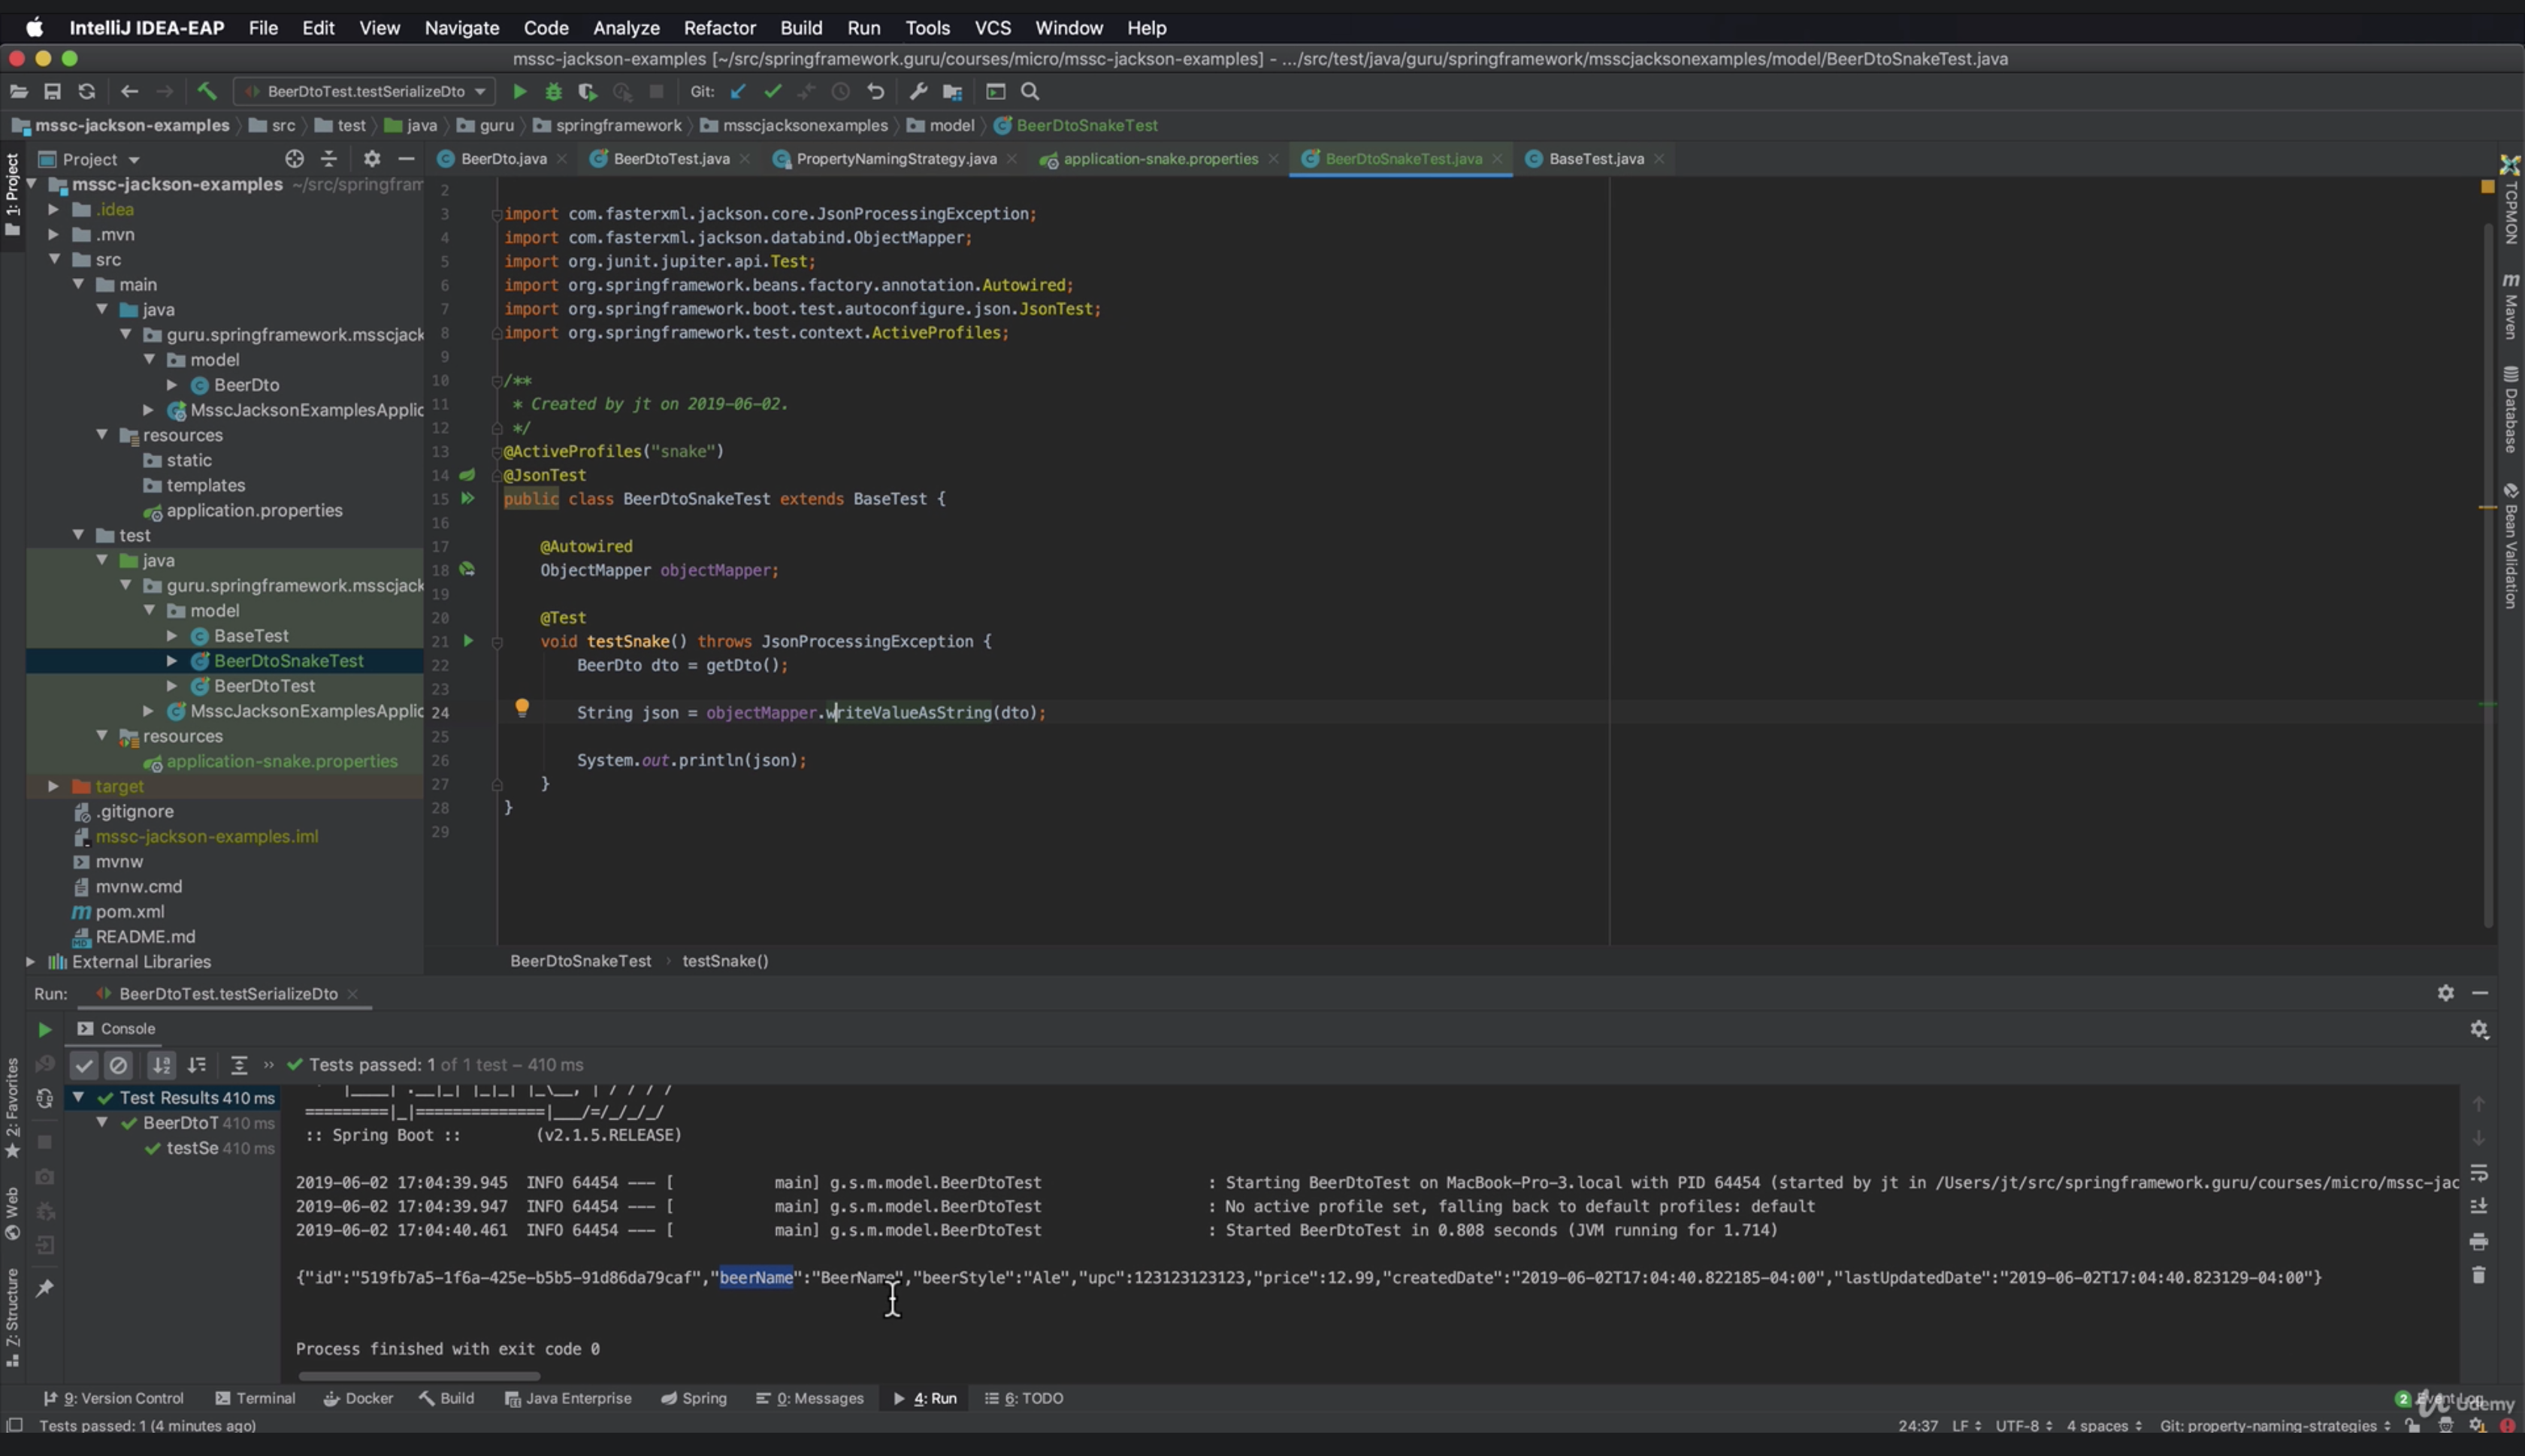 IntelliJ IDEA-EAP File Edit View Navigate Code Analyze Refactor Build Run Tools VCS Window Help
mssc-jackson-examples [~/src/springframework.guru/courses/micro/mssc-jackson-examples] - .../src/test/java/guru/springframework/msscjacksonexamples/model/BeerDtoSnakeTest.java
BeerDtoTest.testSerializeDto Git:
mssc-jackson-examples src test java guru springframework msscjacksonexamples model BeerDtoSnakeTest
Project
BeerDto.java BeerDtoTest.java PropertyNamingStrategy.java application-snake.properties BeerDtoSnakeTest.java BaseTest.java
1: Project
mssc-jackson-examples ~/src/springfram
.idea
.mvn
src
main
java
guru.springframework.msscjack
model
BeerDto
MsscJacksonExamplesApplic
resources
static
templates
application.properties
test
java
guru.springframework.msscjack
model
BaseTest
BeerDtoSnakeTest
BeerDtoTest
MsscJacksonExamplesApplic
resources
application-snake.properties
target
.gitignore
mssc-jackson-examples.iml
mvnw
mvnw.cmd
pom.xml
README.md
External Libraries
2
3 import com.fasterxml.jackson.core.JsonProcessingException;
4 import com.fasterxml.jackson.databind.ObjectMapper;
5 import org.junit.jupiter.api.Test;
6 import org.springframework.beans.factory.annotation.Autowired;
7 import org.springframework.boot.test.autoconfigure.json.JsonTest;
8 import org.springframework.test.context.ActiveProfiles;
9
10 /**
11 * Created by jt on 2019-06-02.
12 */
13 @ActiveProfiles("snake")
14 @JsonTest
15 public class BeerDtoSnakeTest extends BaseTest {
16
17 @Autowired
18 ObjectMapper objectMapper;
19
20 @Test
21 void testSnake() throws JsonProcessingException {
22 BeerDto dto = getDto();
23
24 String json = objectMapper.writeValueAsString(dto);
25
26 System.out.println(json);
27 }
28 }
29
BeerDtoSnakeTest testSnake()
TCPMON
Maven
Database
Bean Validation
Run: BeerDtoTest.testSerializeDto
Console
Tests passed: 1 of 1 test – 410 ms
Test Results 410 ms
BeerDtoT 410 ms
testSe 410 ms
=========|_|==============|___/=/_/_/_/
:: Spring Boot :: (v2.1.5.RELEASE)
2019-06-02 17:04:39.945 INFO 64454 --- [ main] g.s.m.model.BeerDtoTest : Starting BeerDtoTest on MacBook-Pro-3.local with PID 64454 (started by jt in /Users/jt/src/springframework.guru/courses/micro/mssc-jac
2019-06-02 17:04:39.947 INFO 64454 --- [ main] g.s.m.model.BeerDtoTest : No active profile set, falling back to default profiles: default
2019-06-02 17:04:40.461 INFO 64454 --- [ main] g.s.m.model.BeerDtoTest : Started BeerDtoTest in 0.808 seconds (JVM running for 1.714)
{"id":"519fb7a5-1f6a-425e-b5b5-91d86da79caf","beerName":"BeerName","beerStyle":"Ale","upc":123123123123,"price":12.99,"createdDate":"2019-06-02T17:04:40.822185-04:00","lastUpdatedDate":"2019-06-02T17:04:40.823129-04:00"}
Process finished with exit code 0
2: Favorites
Web
Z: Structure
9: Version Control Terminal Docker Build Java Enterprise Spring 0: Messages 4: Run 6: TODO 2 Event Log
Udemy
Tests passed: 1 (4 minutes ago) 24:37 LF UTF-8 4 spaces Git: property-naming-strategies